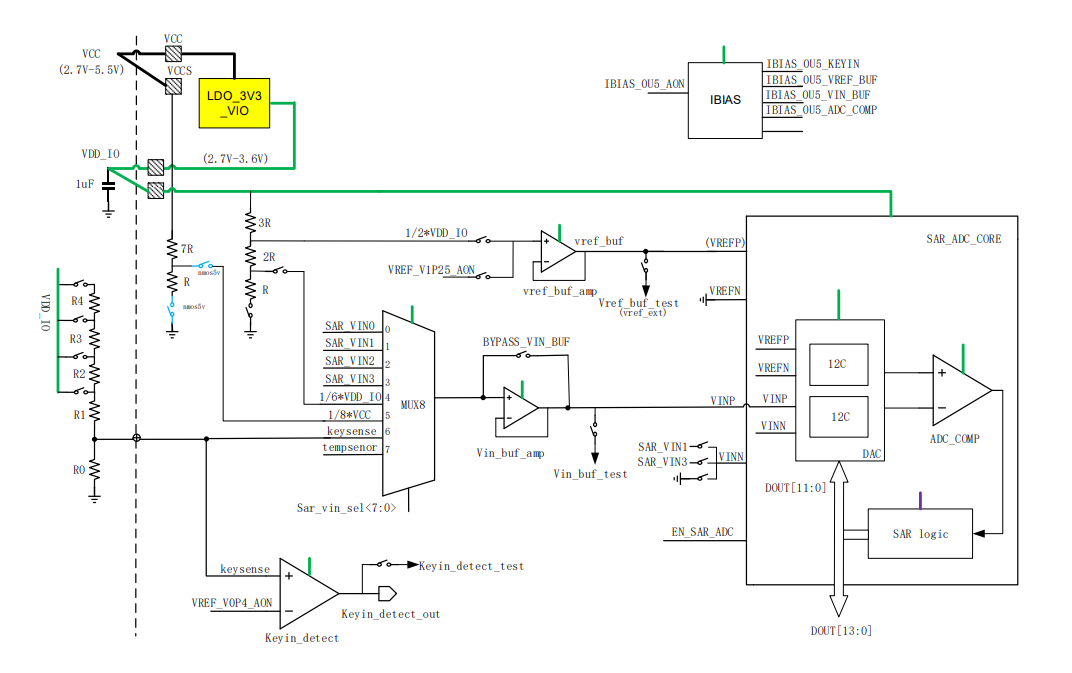 VCC
VCC
(2.7V-5.5V)
VCCS
LDO_3V3
_VIO
IBIAS_OU5_AON
IBIAS
IBIAS_OU5_KEYIN
IBIAS_OU5_VREF_BUF
IBIAS_OU5_VIN_BUF
IBIAS_OU5_ADC_COMP
VDD_IO
(2.7V-3.6V)
1uF
3R
1/2*VDD_IO
vref_buf
(VREFP)
SAR_ADC_CORE
7R
2R
nmos5v
VREF_V1P25_AON
vref_buf_amp
R
R
nmos5v
Vref_buf_test
(vref_ext)
VREFN
VDD_IO
R4
R3
R2
R1
R0
SAR_VIN0
0
SAR_VIN1
1
SAR_VIN2
2
SAR_VIN3
3
1/6*VDD_IO
4
1/8*VCC
5
keysense
6
tempsenor
7
MUX8
Sar_vin_sel<7:0>
BYPASS_VIN_BUF
Vin_buf_amp
Vin_buf_test
VINP
SAR_VIN1
SAR_VIN3
VINN
EN_SAR_ADC
VREFP
VREFN
VINP
VINN
12C
12C
DAC
ADC_COMP
DOUT[11:0]
SAR logic
DOUT[13:0]
keysense
VREF_V0P4_AON
Keyin_detect
Keyin_detect_test
Keyin_detect_out